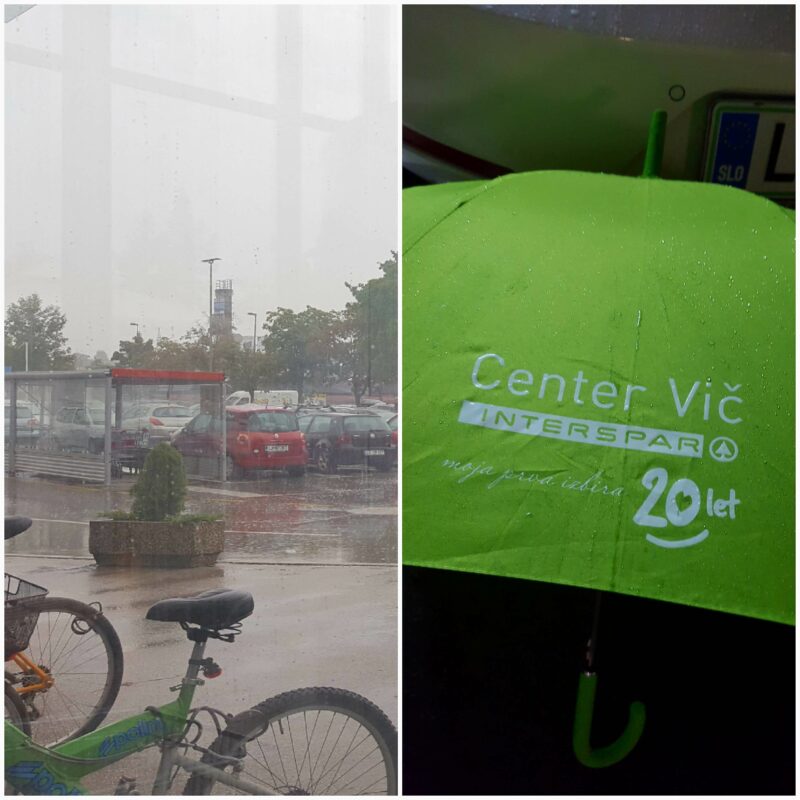 SLO
L
Center Vič
INTERSPAR
moja prva izbira
20 let